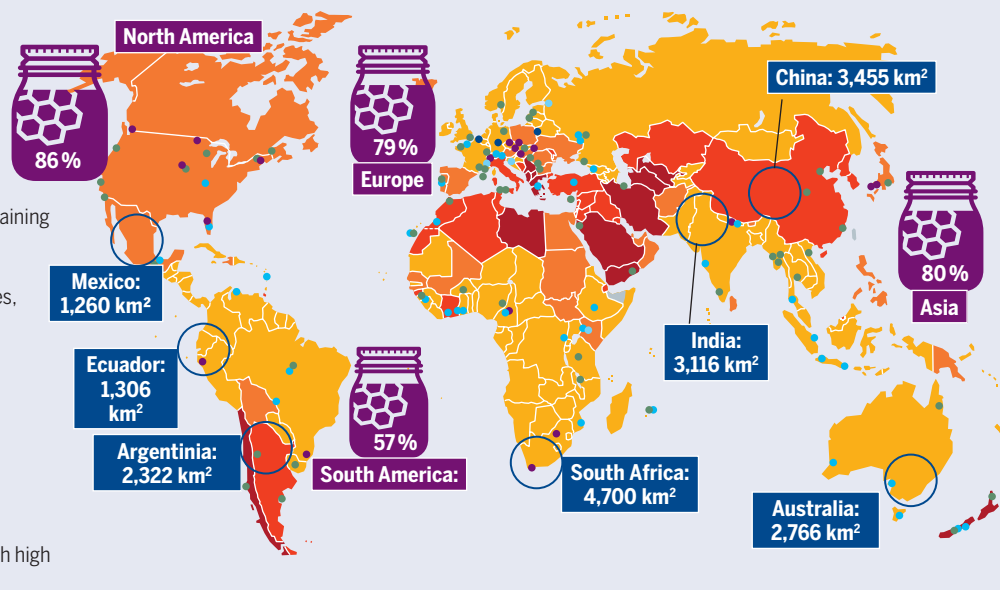 North America
86 %
79 %
Europe
China: 3,455 km²
aining
80 %
Asia
Mexico:
1,260 km²
es,
India:
3,116 km²
Ecuador:
1,306
km²
57 %
South America:
Argentinia:
2,322 km²
South Africa:
4,700 km²
Australia:
2,766 km²
h high